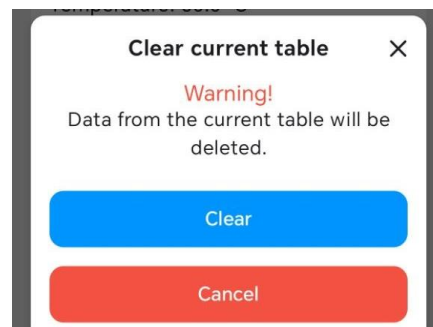 Clear current table
Warning!
Data from the current table will be
deleted.
Clear
Cancel